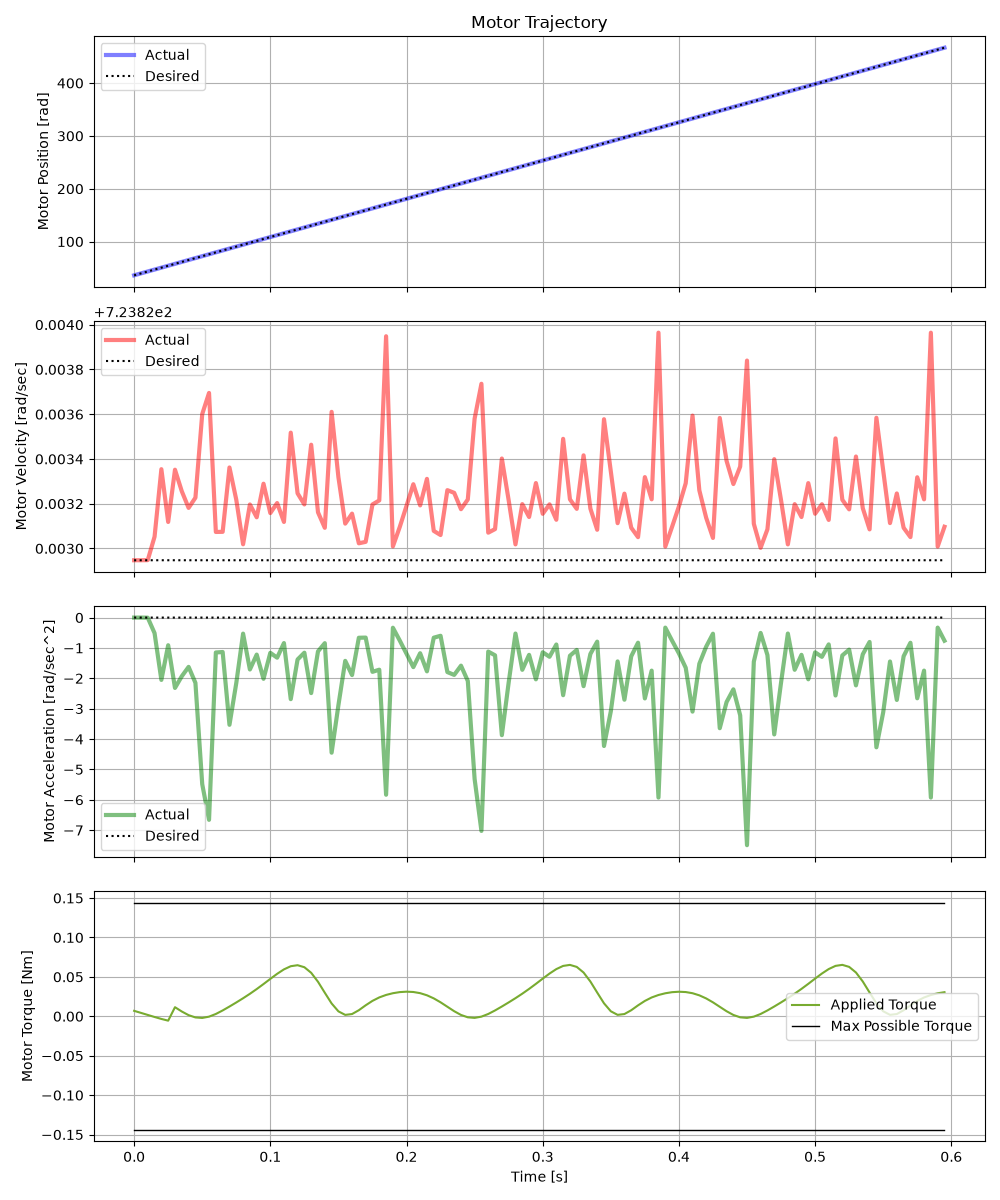 Motor Trajectory
Actual
Desired
Motor Position [rad]
400
300
200
100
+7.2382e2
Actual
Desired
Motor Velocity [rad/sec]
0.0040
0.0038
0.0036
0.0034
0.0032
0.0030
Motor Acceleration [rad/sec^2]
0
−1
−2
−3
−4
−5
−6
−7
Actual
Desired
Motor Torque [Nm]
0.15
0.10
0.05
0.00
−0.05
−0.10
−0.15
Applied Torque
Max Possible Torque
0.0 0.1 0.2 0.3 0.4 0.5 0.6
Time [s]